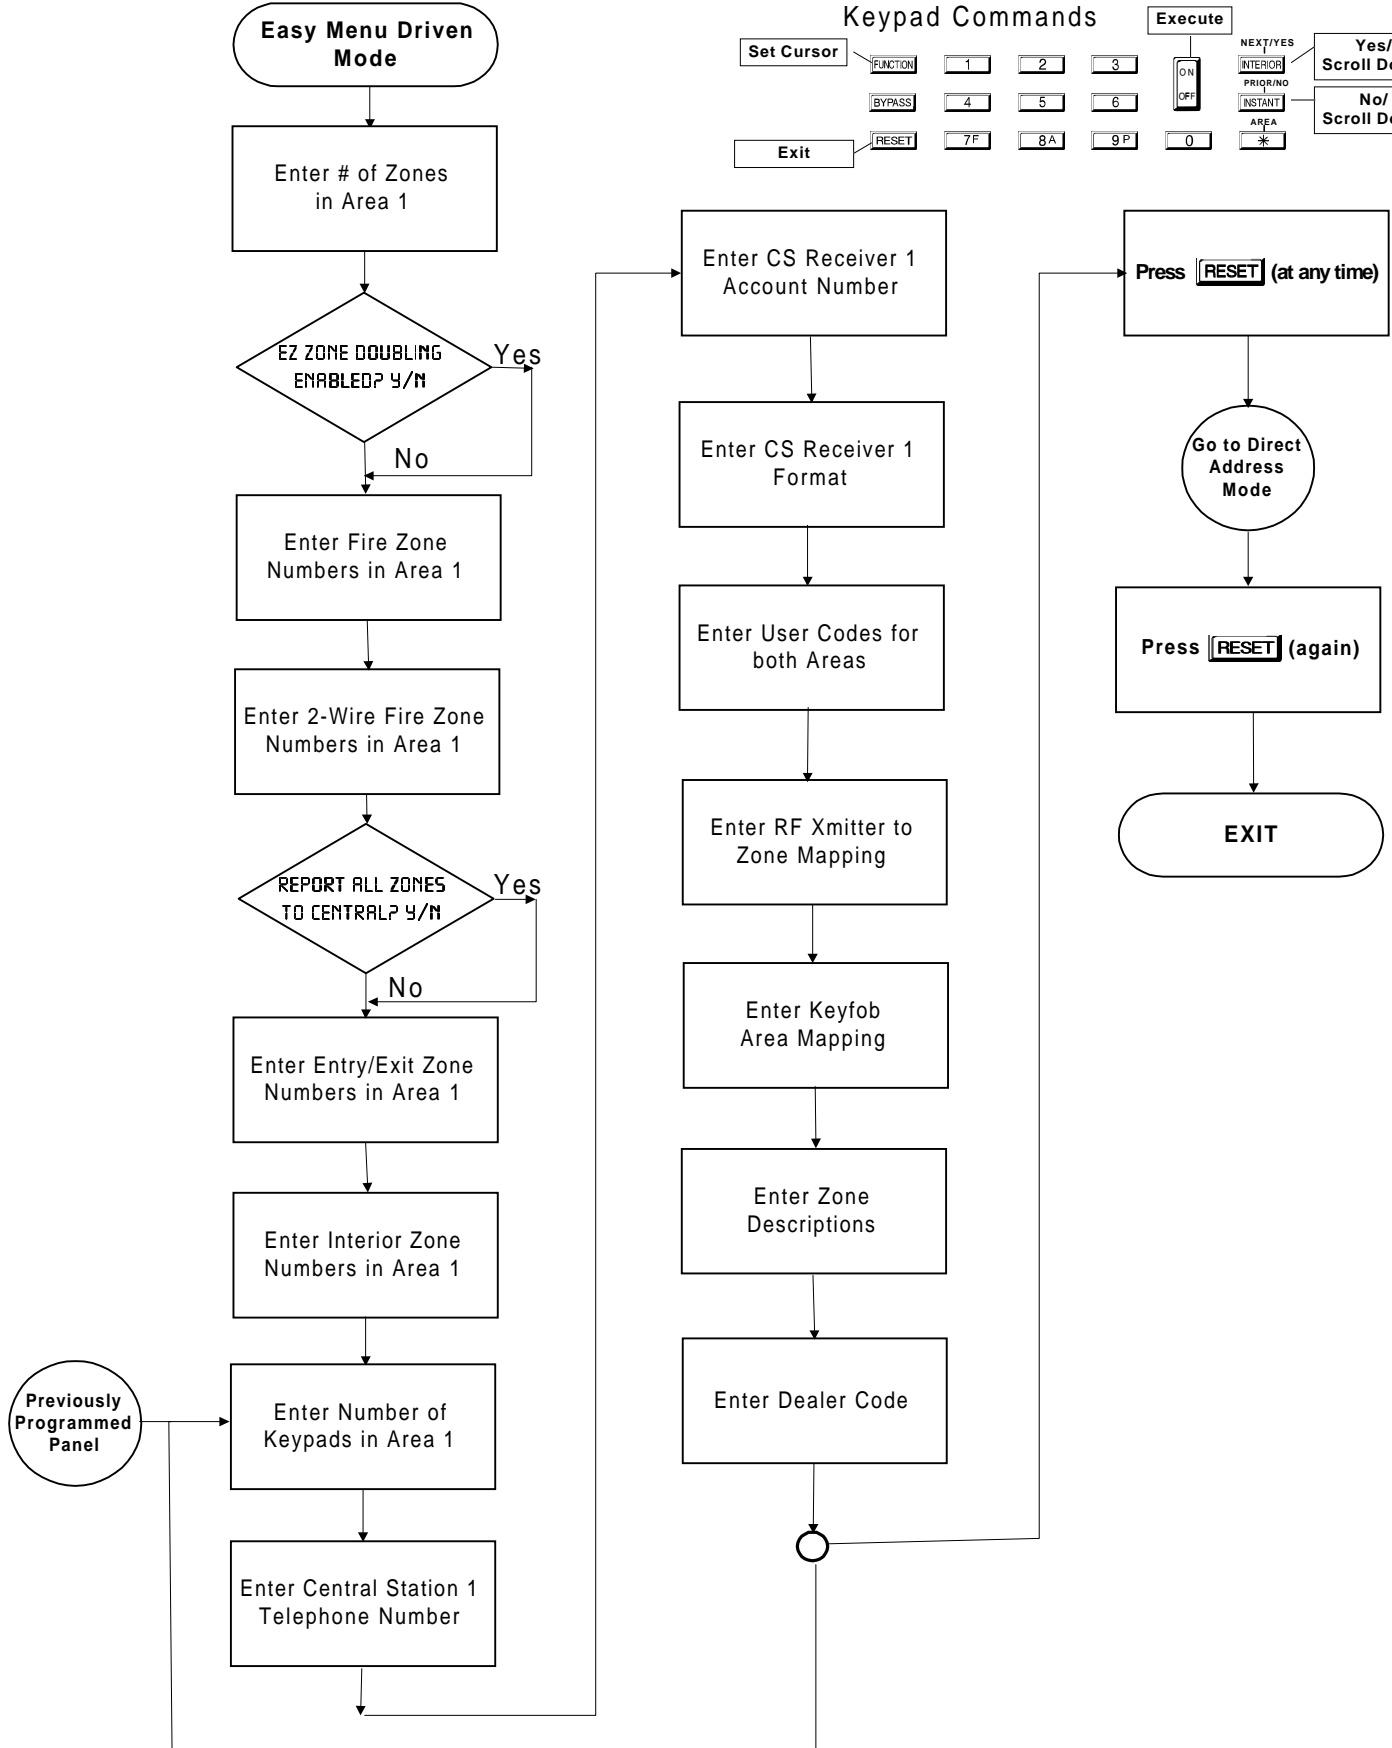 Easy Menu Driven
Mode
Enter # of Zones
in Area 1
EZ ZONE DOUBLING
ENABLED? Y/N
Yes
No
Enter Fire Zone
Numbers in Area 1
Enter 2-Wire Fire Zone
Numbers in Area 1
REPORT ALL ZONES
TO CENTRAL? Y/N
Yes
No
Enter Entry/Exit Zone
Numbers in Area 1
Enter Interior Zone
Numbers in Area 1
Previously
Programmed
Panel
Enter Number of
Keypads in Area 1
Enter Central Station 1
Telephone Number
Keypad Commands
Set Cursor
Execute
FUNCTION
1
2
3
ON
OFF
NEXT/YES
INTERIOR
Yes/
Scroll
BYPASS
4
5
6
PRIOR/NO
INSTANT
No/
Scroll
Exit
RESET
7 F
8 A
9 P
0
AREA
*
Enter CS Receiver 1
Account Number
Enter CS Receiver 1
Format
Enter User Codes for
both Areas
Enter RF Xmitter to
Zone Mapping
Enter Keyfob
Area Mapping
Enter Zone
Descriptions
Enter Dealer Code
Press RESET (at any time)
Go to Direct
Address
Mode
Press RESET (again)
EXIT